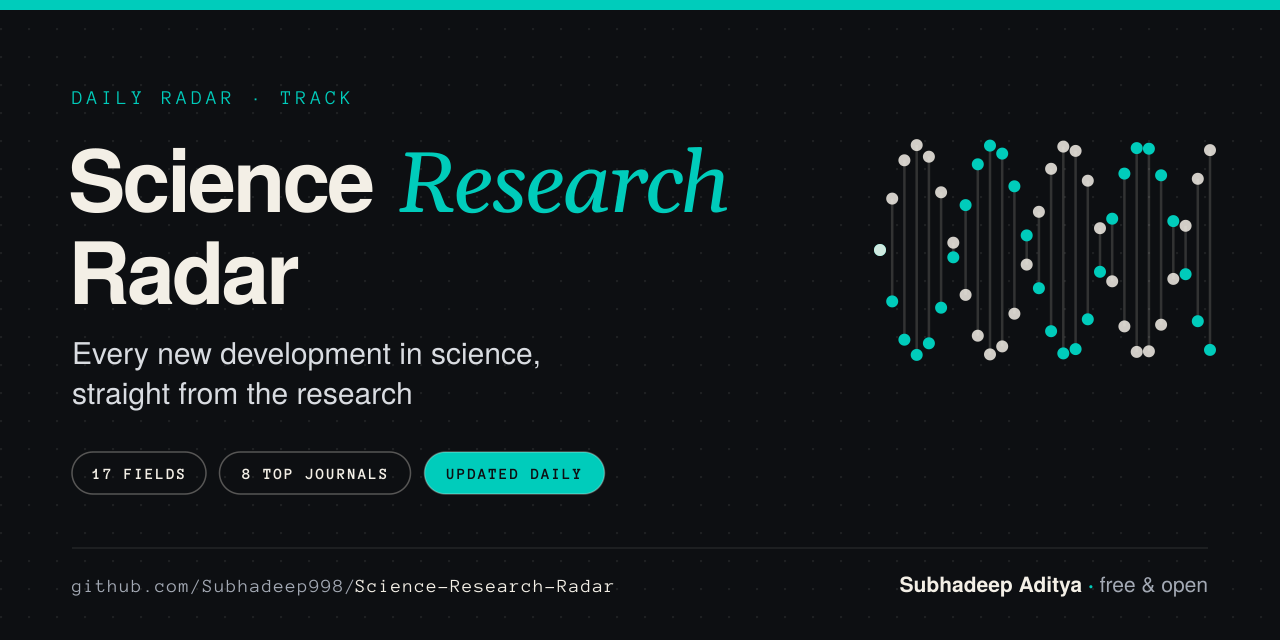 DAILY RADAR · TRACK
Science Research
Radar
Every new development in science,
straight from the research
17 FIELDS
8 TOP JOURNALS
UPDATED DAILY
github.com/Subhadeep998/Science-Research-Radar
Subhadeep Aditya · free & open